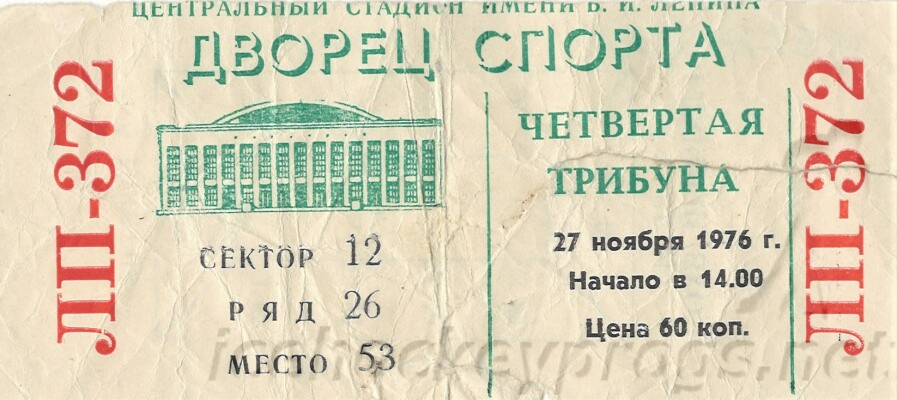 ЦЕНТРАЛЬНЫЙ СТАДИОН ИМЕНИ В. И. ЛЕНИНА
ДВОРЕЦ СПОРТА
ЛП-372
ЧЕТВЕРТАЯ
ТРИБУНА
СЕКТОР 12
РЯД 26
МЕСТО 53
27 ноября 1976 г.
Начало в 14.00
Цена 60 коп.
ЛП-372
icehockeyprogs.net